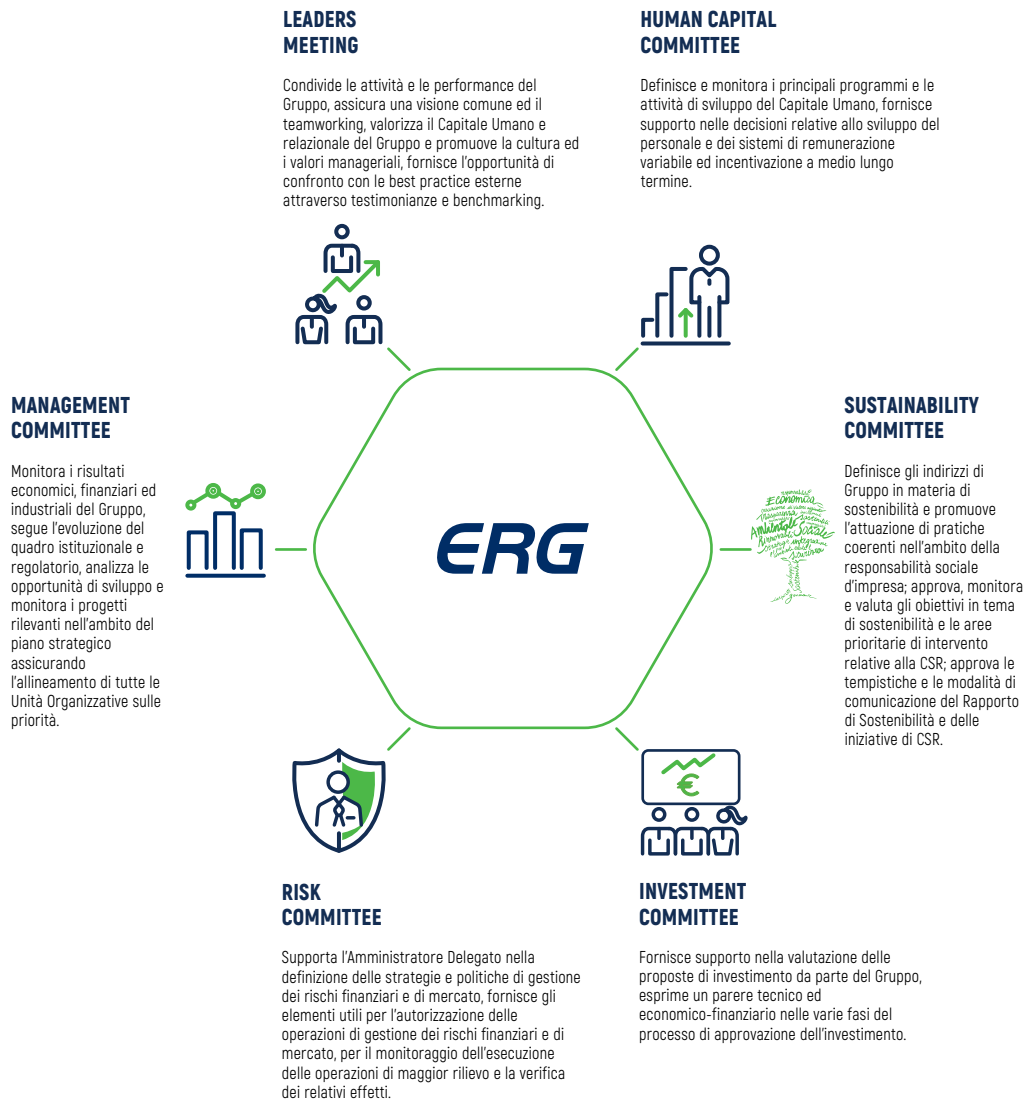 LEADERS
MEETING
Condivide le attività e le performance del
Gruppo, assicura una visione comune ed il
teamworking, valorizza il Capitale Umano e
relazionale del Gruppo e promuove la cultura ed
i valori manageriali, fornisce l'opportunità di
confronto con le best practice esterne
attraverso testimonianze e benchmarking.
HUMAN CAPITAL
COMMITTEE
Definisce e monitora i principali programmi e le
attività di sviluppo del Capitale Umano, fornisce
supporto nelle decisioni relative allo sviluppo del
personale e dei sistemi di remunerazione
variabile ed incentivazione a medio lungo
termine.
MANAGEMENT
COMMITTEE
Monitora i risultati
economici, finanziari ed
industriali del Gruppo,
segue l'evoluzione del
quadro istituzionale e
regolatorio, analizza le
opportunità di sviluppo e
monitora i progetti
rilevanti nell'ambito del
piano strategico
assicurando
l'allineamento di tutte le
Unità Organizzative sulle
priorità.
ERG
Economica
Ambientale
Sociale
SUSTAINABILITY
COMMITTEE
Definisce gli indirizzi di
Gruppo in materia di
sostenibilità e promuove
l'attuazione di pratiche
coerenti nell'ambito della
responsabilità sociale
d'impresa; approva, monitora
e valuta gli obiettivi in tema
di sostenibilità e le aree
prioritarie di intervento
relative alla CSR; approva le
tempistiche e le modalità di
comunicazione del Rapporto
di Sostenibilità e delle
iniziative di CSR.
€
RISK
COMMITTEE
Supporta l'Amministratore Delegato nella
definizione delle strategie e politiche di gestione
dei rischi finanziari e di mercato, fornisce gli
elementi utili per l'autorizzazione delle
operazioni di gestione dei rischi finanziari e di
mercato, per il monitoraggio dell'esecuzione
delle operazioni di maggior rilievo e la verifica
dei relativi effetti.
INVESTMENT
COMMITTEE
Fornisce supporto nella valutazione delle
proposte di investimento da parte del Gruppo,
esprime un parere tecnico ed
economico-finanziario nelle varie fasi del
processo di approvazione dell'investimento.